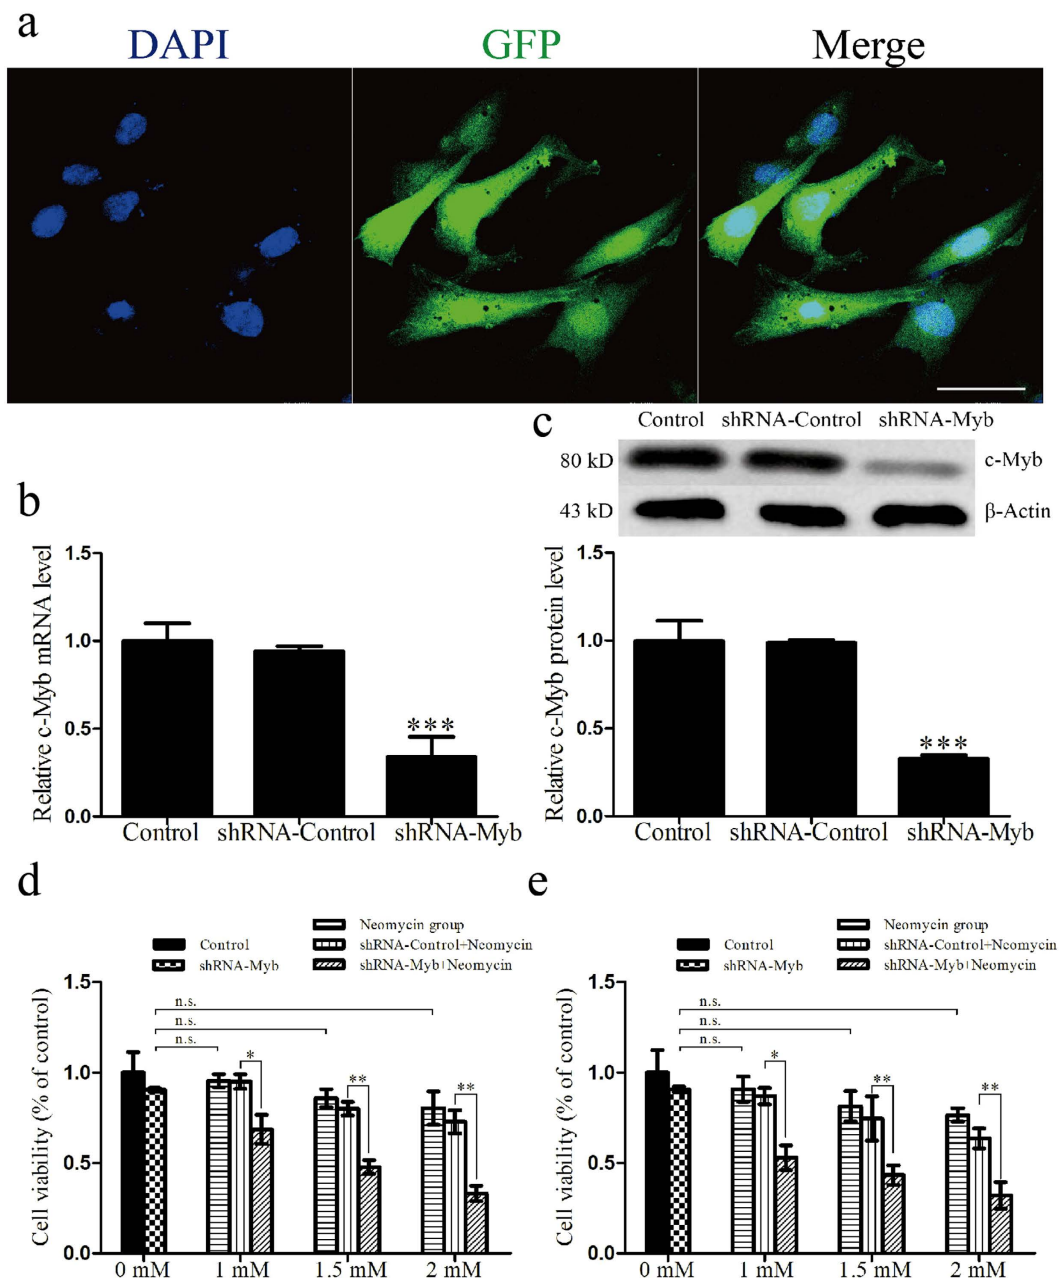 a
DAPI GFP Merge
c
Control shRNA-Control shRNA-Myb
80 kD c-Myb
43 kD β-Actin
b
Relative c-Myb mRNA level
1.5
1.0
0.5
0.0
***
Control shRNA-Control shRNA-Myb
Relative c-Myb protein level
1.5
1.0
0.5
0.0
***
Control shRNA-Control shRNA-Myb
d
Neomycin group
Control
shRNA-Control+Neomycin
shRNA-Myb
shRNA-Myb+Neomycin
Cell viability (% of control)
1.5
1.0
0.5
0.0
n.s.
n.s.
n.s.
*
**
**
0 mM 1 mM 1.5 mM 2 mM
e
Neomycin group
Control
shRNA-Control+Neomycin
shRNA-Myb
shRNA-Myb+Neomycin
Cell viability (% of control)
1.5
1.0
0.5
0.0
n.s.
n.s.
n.s.
*
**
**
0 mM 1 mM 1.5 mM 2 mM